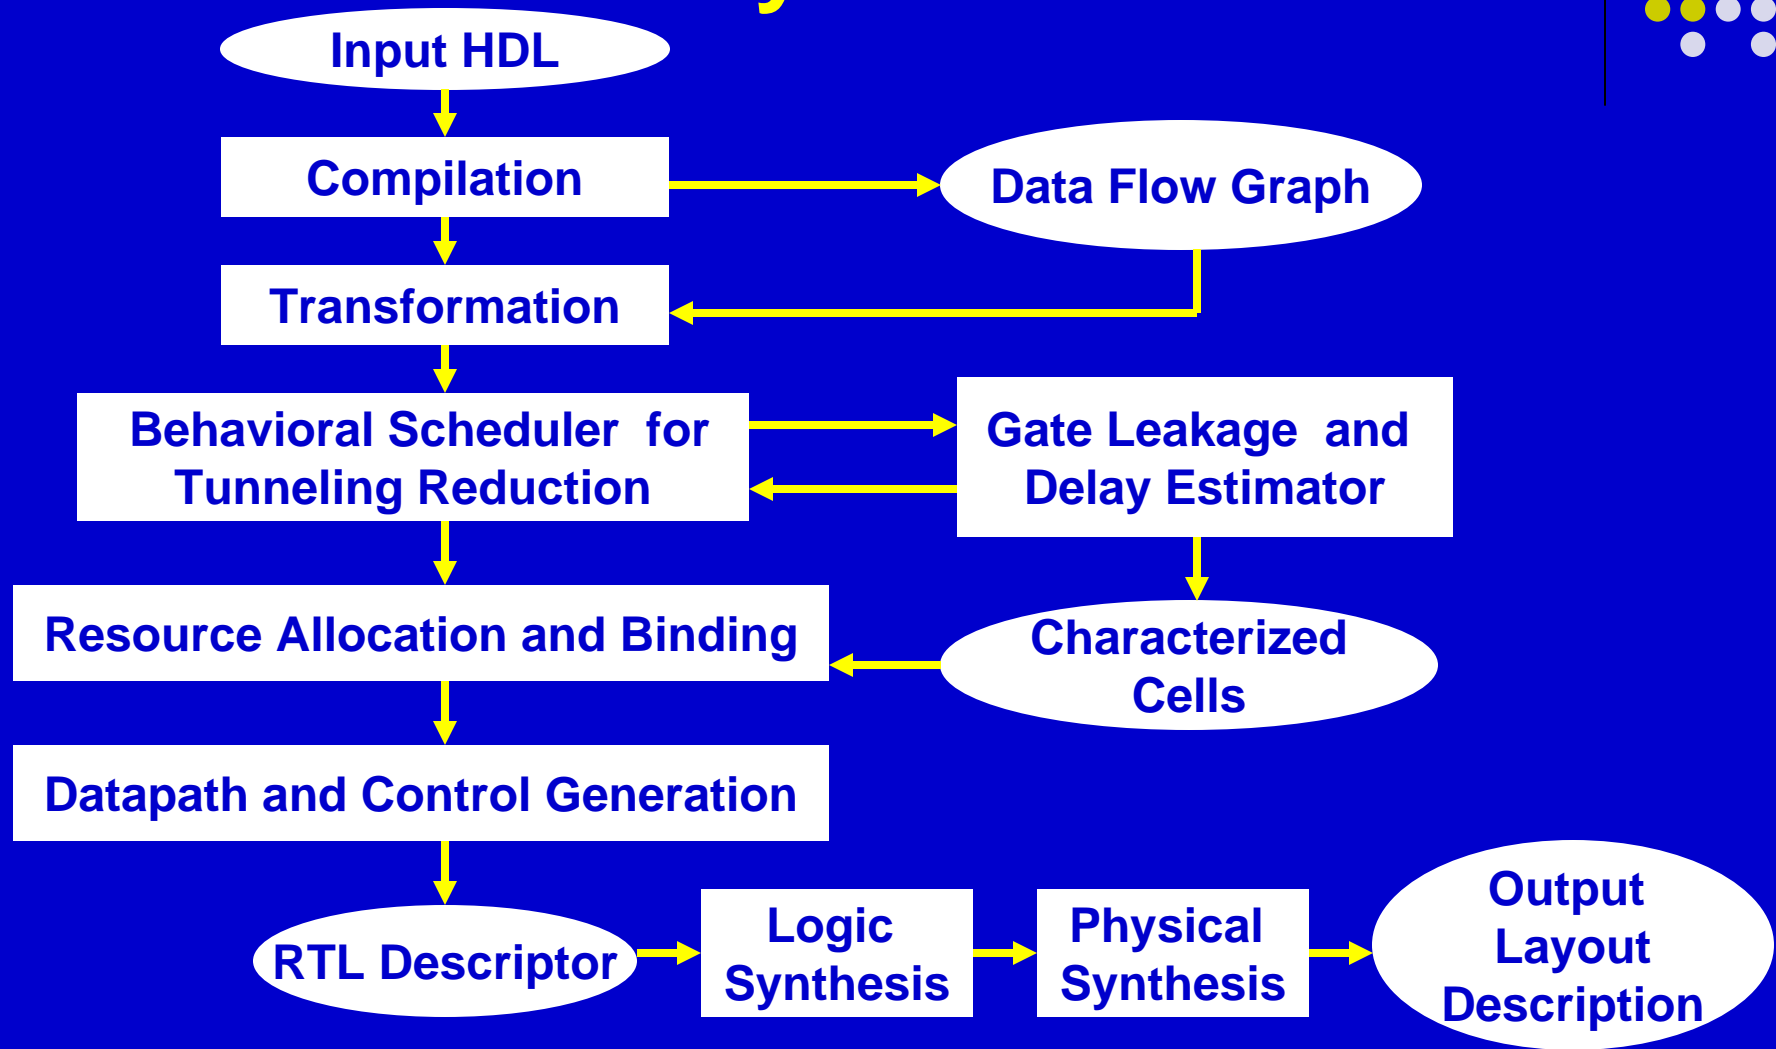 Input HDL
Compilation
Data Flow Graph
Transformation
Behavioral Scheduler for
Tunneling Reduction
Gate Leakage and
Delay Estimator
Resource Allocation and Binding
Characterized
Cells
Datapath and Control Generation
RTL Descriptor
Logic
Synthesis
Physical
Synthesis
Output
Layout
Description